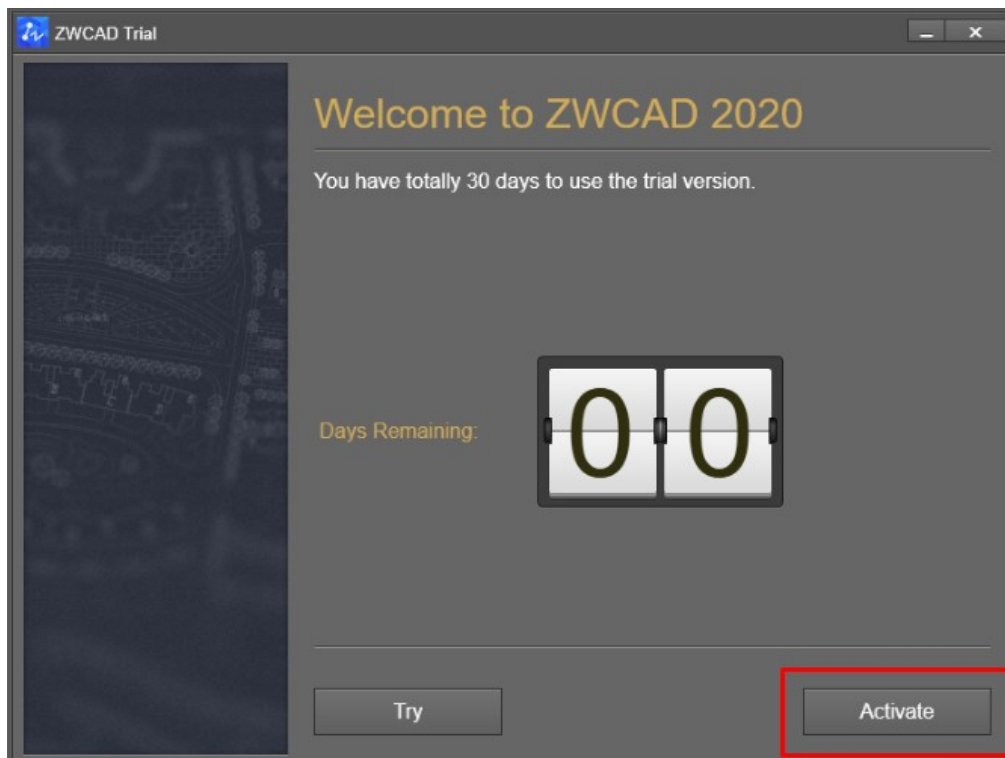 ZWCAD Trial
Welcome to ZWCAD 2020
You have totally 30 days to use the trial version.
Days Remaining:
00
Try
Activate